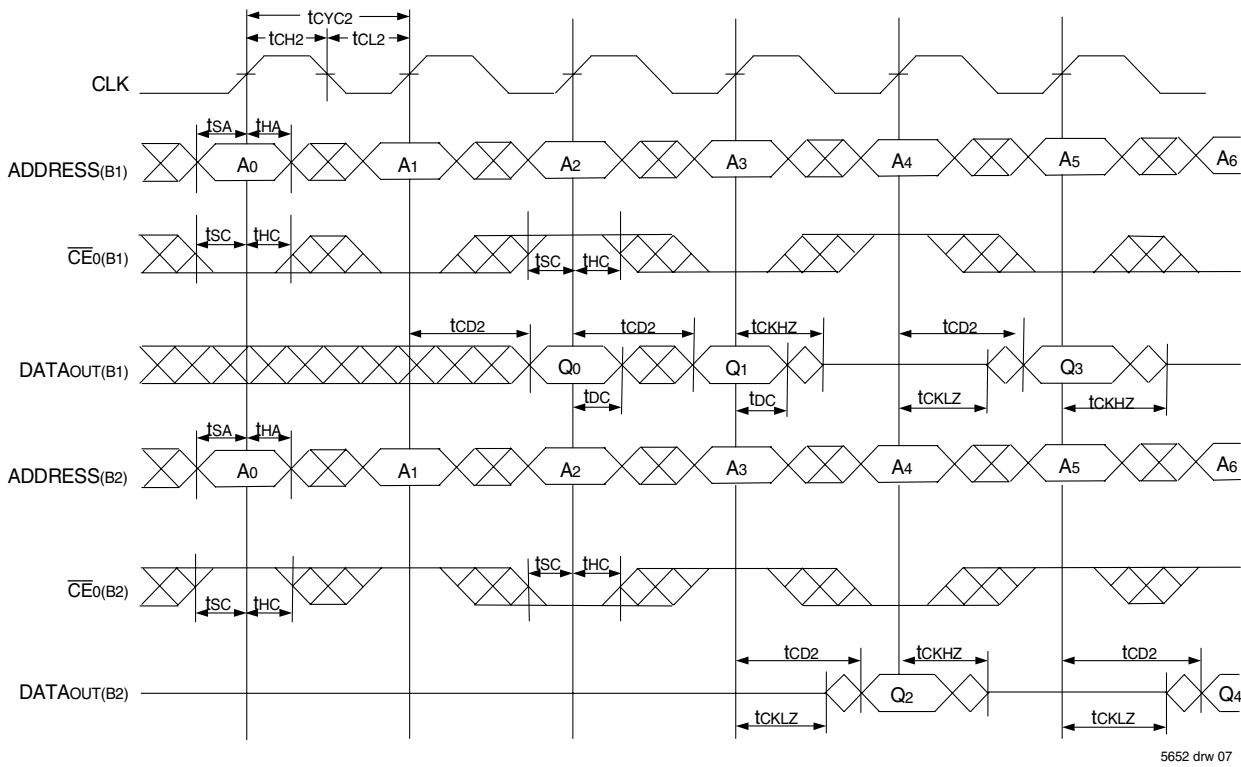 tCYC2
tCH2 tCL2
CLK
tSA tHA
ADDRESS(B1) A0 A1 A2 A3 A4 A5 A6
tSC tHC
CE0(B1)
tSC tHC
tCD2 tCD2 tCKHZ tCD2
DATAOUT(B1) Q0 Q1 Q3
tDC tDC tCKLZ tCKHZ
tSA tHA
ADDRESS(B2) A0 A1 A2 A3 A4 A5 A6
tSC tHC
CE0(B2)
tSC tHC
tCD2 tCKHZ tCD2
DATAOUT(B2) Q2 Q4
tCKLZ tCKLZ
5652 drw 07